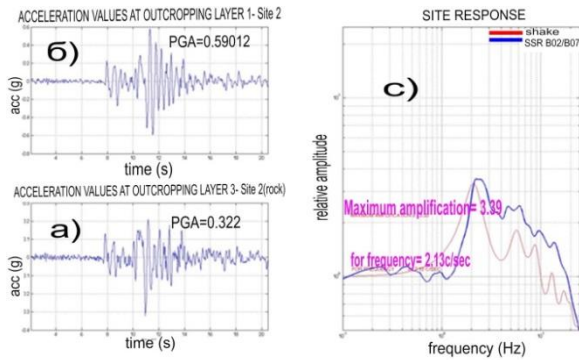 ACCELERATION VALUES AT OUTCROPPING LAYER 1- Site 2
б)
PGA=0.59012
acc (g)
time (s)
ACCELERATION VALUES AT OUTCROPPING LAYER 3- Site 2(rock)
а)
PGA=0.322
acc (g)
time (s)
SITE RESPONSE
shake
SSR B02/B07
c)
relative amplitude
Maximum amplification= 3.39
for frequency= 2.13c/sec
frequency (Hz)